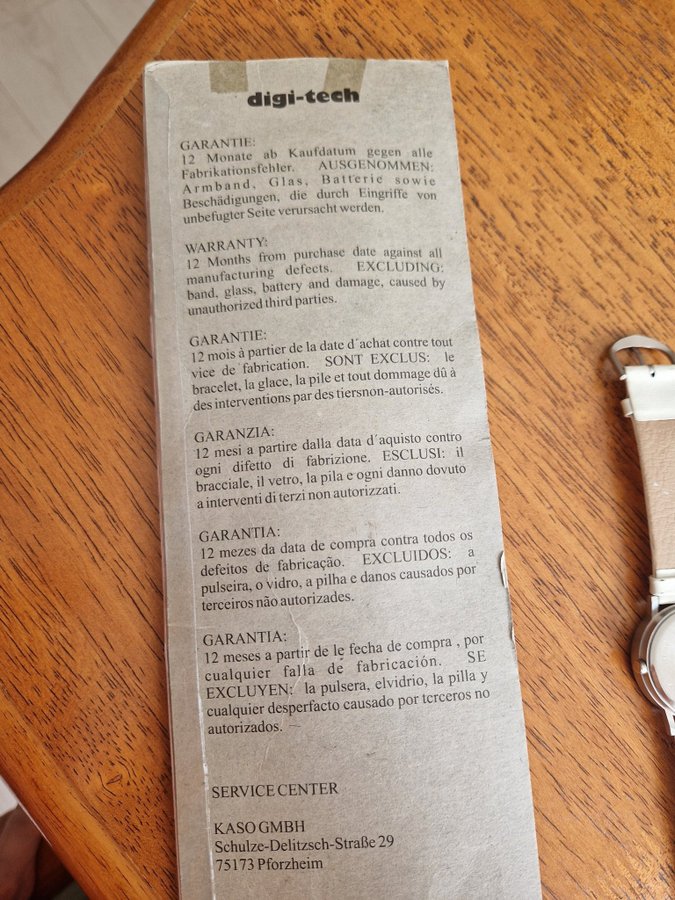 digi-tech
GARANTIE:
12 Monate ab Kaufdatum gegen alle
Fabrikationsfehler. AUSGENOMMEN:
Armband, Glas, Batterie sowie
Beschädigungen, die durch Eingriffe von
unbefugter Seite verursacht werden.
WARRANTY:
12 Months from purchase date against all
manufacturing defects. EXCLUDING:
band, glass, battery and damage, caused by
unauthorized third parties.
GARANTIE:
12 mois à partier de la date d´achat contre tout
vice de fabrication. SONT EXCLUS: le
bracelet, la glace, la pile et tout dommage dû à
des interventions par des tiersnon-autorisés.
GARANZIA:
12 mesi a partire dalla data d´aquisto contro
ogni difetto di fabrizione. ESCLUSI: il
bracciale, il vetro, la pila e ogni danno dovuto
a interventi di terzi non autorizzati.
GARANTIA:
12 mezes da data de compra contra todos os
defeitos de fabricação. EXCLUIDOS: a
pulseira, o vidro, a pilha e danos causados por
terceiros não autorizades.
GARANTIA:
12 meses a partir de le fecha de compra , por
cualquier falla de fabricación. SE
EXCLUYEN: la pulsera, elvidrio, la pilla y
cualquier desperfacto causado por terceros no
autorizados.
SERVICE CENTER
KASO GMBH
Schulze-Delitzsch-Straße 29
75173 Pforzheim